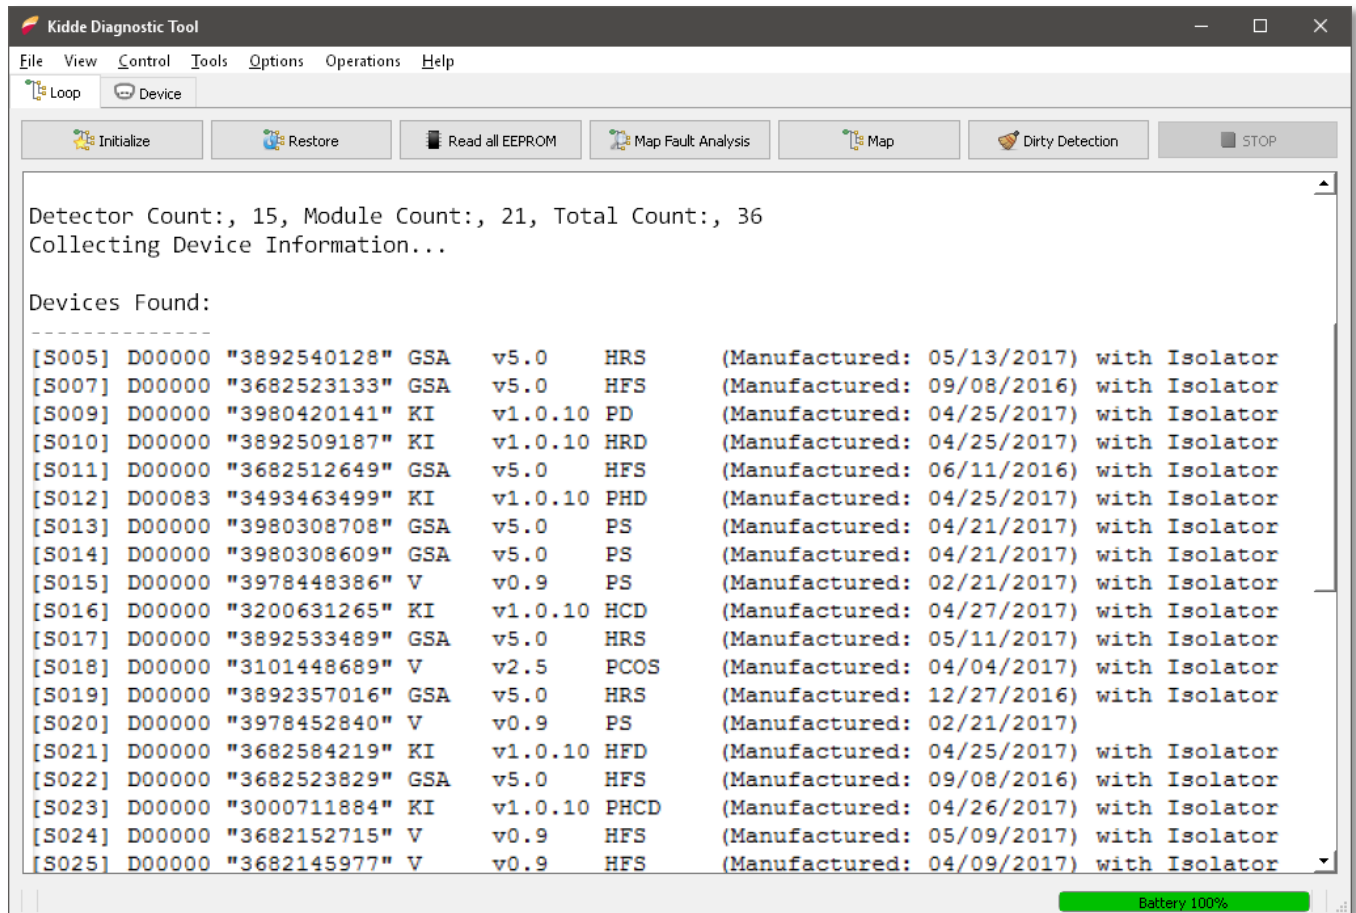 Kidde Diagnostic Tool
File View Control Tools Options Operations Help
Loop Device
Initialize Restore Read all EEPROM Map Fault Analysis Map Dirty Detection STOP
Detector Count:, 15, Module Count:, 21, Total Count:, 36
Collecting Device Information...
Devices Found:
--------------
[S005] D00000 "3892540128" GSA v5.0 HRS (Manufactured: 05/13/2017) with Isolator
[S007] D00000 "3682523133" GSA v5.0 HFS (Manufactured: 09/08/2016) with Isolator
[S009] D00000 "3980420141" KI v1.0.10 PD (Manufactured: 04/25/2017) with Isolator
[S010] D00000 "3892509187" KI v1.0.10 HRD (Manufactured: 04/25/2017) with Isolator
[S011] D00000 "3682512649" GSA v5.0 HFS (Manufactured: 06/11/2016) with Isolator
[S012] D00083 "3493463499" KI v1.0.10 PHD (Manufactured: 04/25/2017) with Isolator
[S013] D00000 "3980308708" GSA v5.0 PS (Manufactured: 04/21/2017) with Isolator
[S014] D00000 "3980308609" GSA v5.0 PS (Manufactured: 04/21/2017) with Isolator
[S015] D00000 "3978448386" V v0.9 PS (Manufactured: 02/21/2017) with Isolator
[S016] D00000 "3200631265" KI v1.0.10 HCD (Manufactured: 04/27/2017) with Isolator
[S017] D00000 "3892533489" GSA v5.0 HRS (Manufactured: 05/11/2017) with Isolator
[S018] D00000 "3101448689" V v2.5 PCOS (Manufactured: 04/04/2017) with Isolator
[S019] D00000 "3892357016" GSA v5.0 HRS (Manufactured: 12/27/2016) with Isolator
[S020] D00000 "3978452840" V v0.9 PS (Manufactured: 02/21/2017)
[S021] D00000 "3682584219" KI v1.0.10 HFD (Manufactured: 04/25/2017) with Isolator
[S022] D00000 "3682523829" GSA v5.0 HFS (Manufactured: 09/08/2016) with Isolator
[S023] D00000 "3000711884" KI v1.0.10 PHCD (Manufactured: 04/26/2017) with Isolator
[S024] D00000 "3682152715" V v0.9 HFS (Manufactured: 05/09/2017) with Isolator
[S025] D00000 "3682145977" V v0.9 HFS (Manufactured: 04/09/2017) with Isolator
Battery 100%